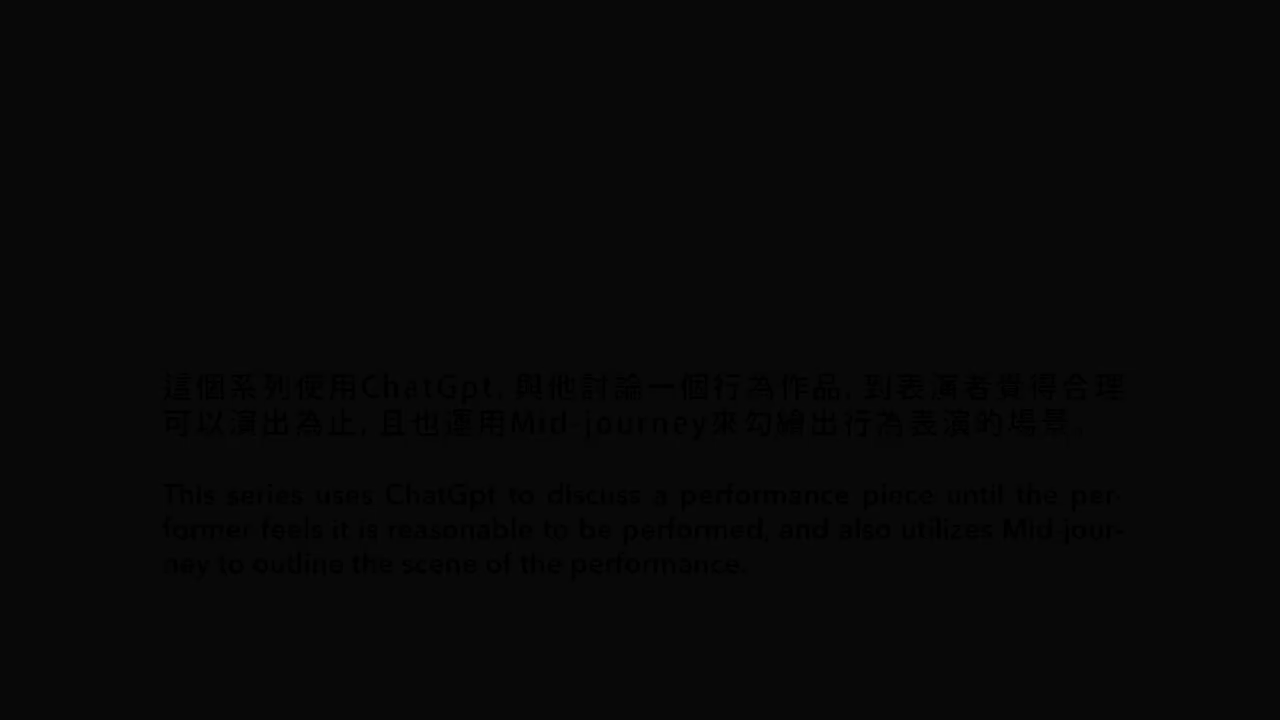 這個系列使用ChatGpt, 與他討論一個行為作品, 到表演者覺得合理
可以演出為止, 且也運用Mid-journey來勾繪出行為表演的場景。
This series uses ChatGpt to discuss a performance piece until the per-
former feels it is reasonable to be performed, and also utilizes Mid-jour-
ney to outline the scene of the performance.